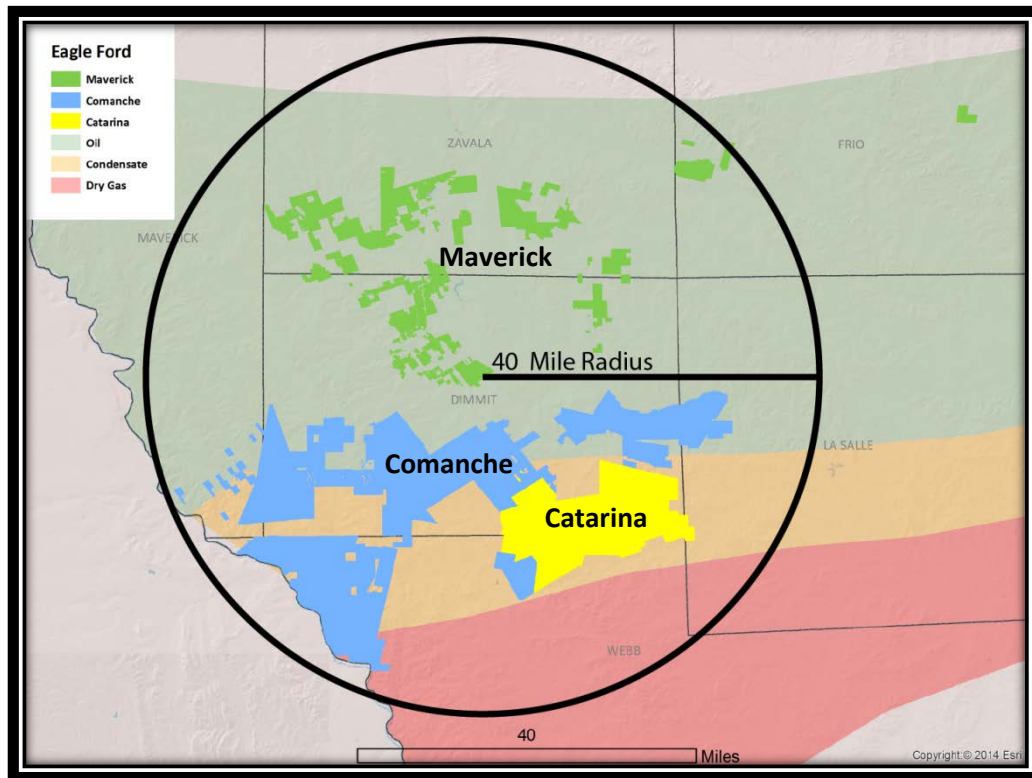 Eagle Ford
Maverick
Comanche
Catarina
Oil
Condensate
Dry Gas
ZAVALA
FRIO
MAVERICK
Maverick
40 Mile Radius
DIMMIT
LA SALLE
Comanche
Catarina
WEBB
40
Miles
Copyright:© 2014 Esri